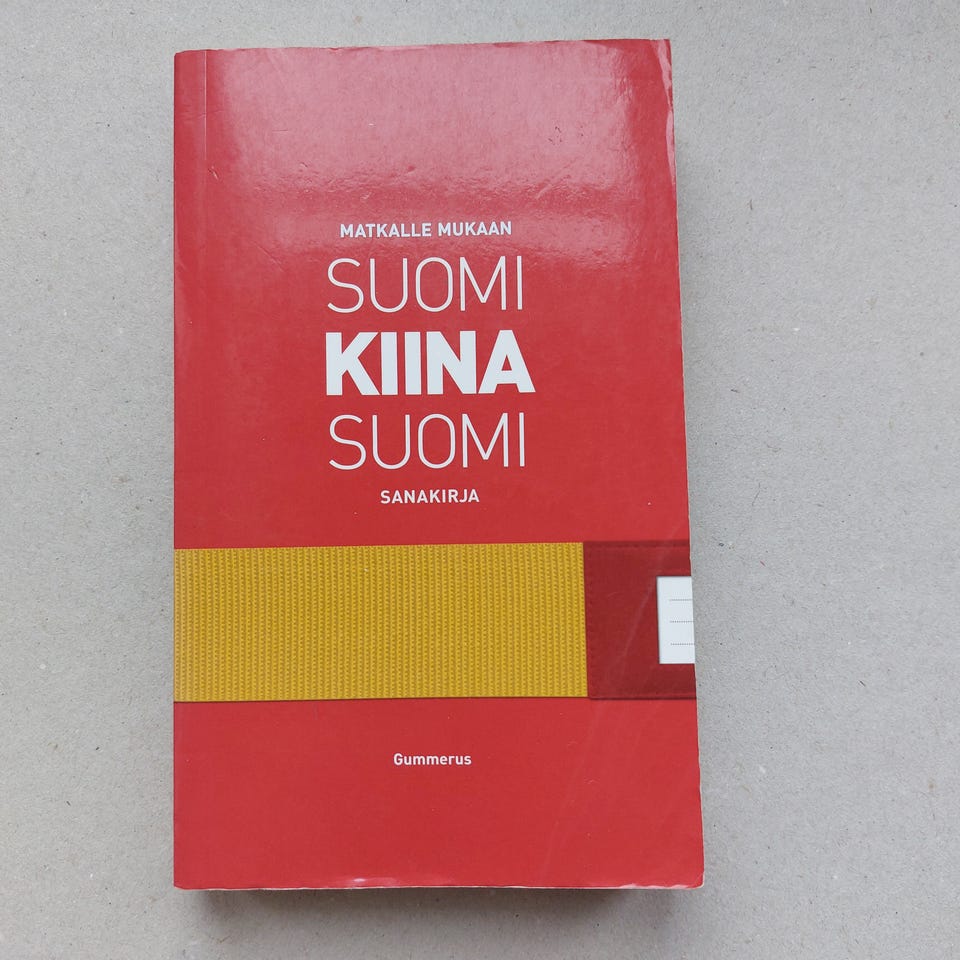 MATKALLE MUKAAN
SUOMI
KIINA
SUOMI
SANAKIRJA
Gummerus